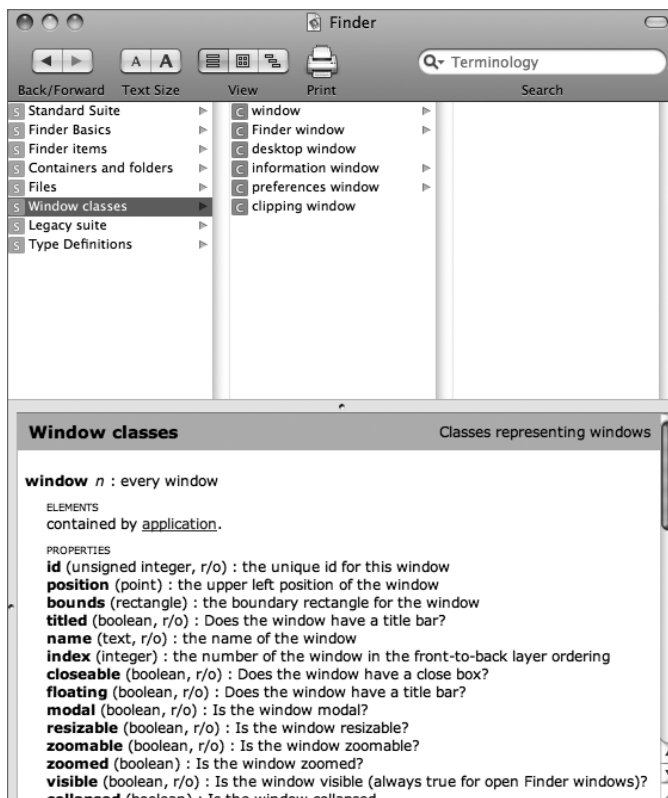 Finder
A A
Terminology
Back/Forward Text Size View Print Search
S Standard Suite
S Finder Basics
S Finder items
S Containers and folders
S Files
S Window classes
S Legacy suite
S Type Definitions
C window
C Finder window
C desktop window
C information window
C preferences window
C clipping window
Window classes Classes representing windows
window n : every window
ELEMENTS
contained by application.
PROPERTIES
id (unsigned integer, r/o) : the unique id for this window
position (point) : the upper left position of the window
bounds (rectangle) : the boundary rectangle for the window
titled (boolean, r/o) : Does the window have a title bar?
name (text, r/o) : the name of the window
index (integer) : the number of the window in the front-to-back layer ordering
closeable (boolean, r/o) : Does the window have a close box?
floating (boolean, r/o) : Does the window have a title bar?
modal (boolean, r/o) : Is the window modal?
resizable (boolean, r/o) : Is the window resizable?
zoomable (boolean, r/o) : Is the window zoomable?
zoomed (boolean) : Is the window zoomed?
visible (boolean, r/o) : Is the window visible (always true for open Finder windows)?
collapsed (boolean) : Is the window collapsed